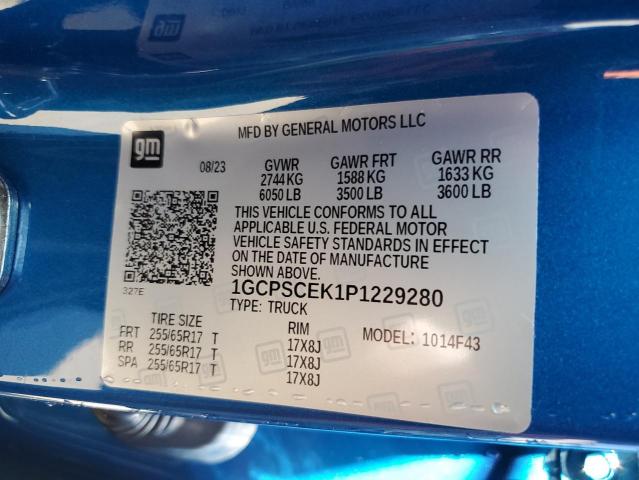 gm
MFD BY GENERAL MOTORS LLC
08/23 GVWR GAWR FRT GAWR RR
2744 KG 1588 KG 1633 KG
6050 LB 3500 LB 3600 LB
THIS VEHICLE CONFORMS TO ALL
APPLICABLE U.S. FEDERAL MOTOR
VEHICLE SAFETY STANDARDS IN EFFECT
ON THE DATE OF MANUFACTURE
SHOWN ABOVE.
327E
1GCPSCEK1P1229280
TYPE: TRUCK
TIRE SIZE RIM MODEL: 1014F43
FRT 255/65R17 T 17X8J
RR 255/65R17 T 17X8J
SPA 255/65R17 T 17X8J